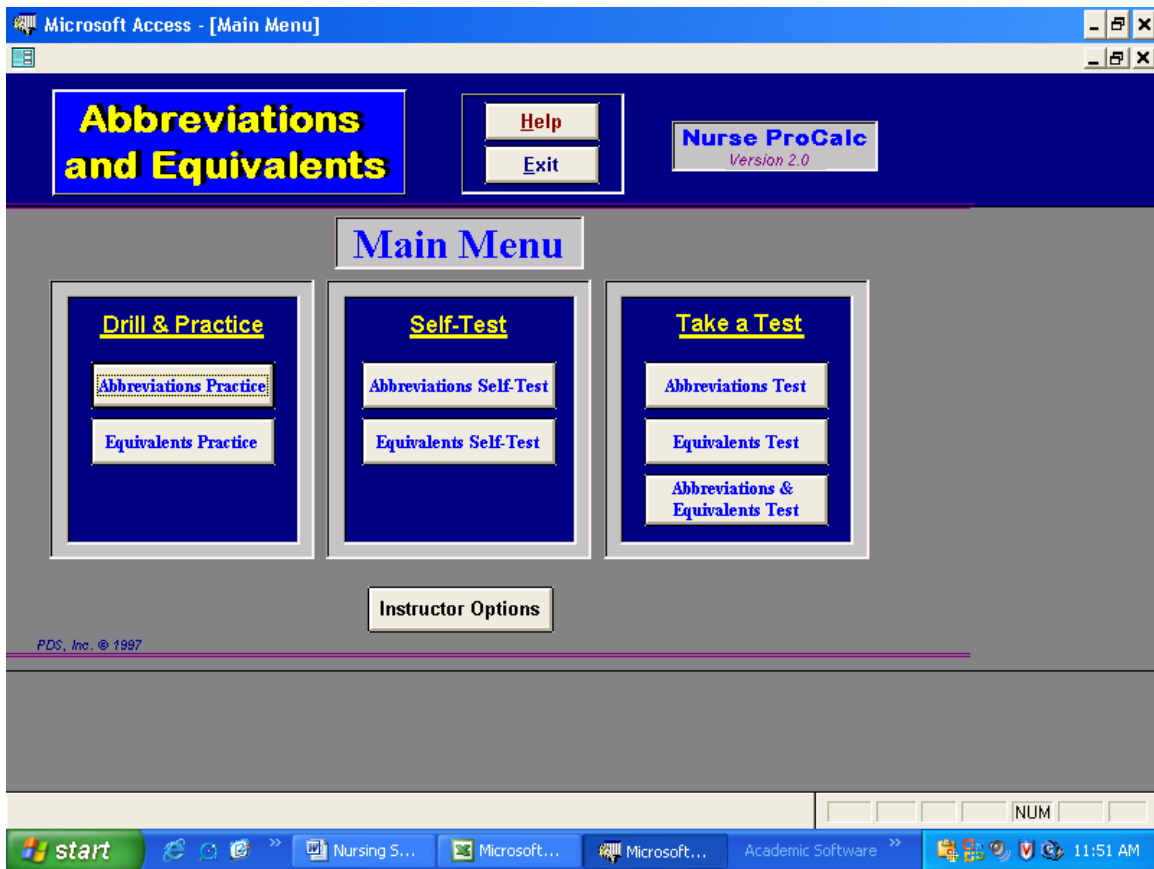 Microsoft Access - [Main Menu]
Abbreviations
and Equivalents
Help
Exit
Nurse ProCalc
Version 2.0
Main Menu
Drill & Practice
Abbreviations Practice
Equivalents Practice
Self-Test
Abbreviations Self-Test
Equivalents Self-Test
Take a Test
Abbreviations Test
Equivalents Test
Abbreviations &
Equivalents Test
Instructor Options
PDS, Inc. © 1997
NUM
start
Nursing S...
Microsoft...
Microsoft...
Academic Software
11:51 AM